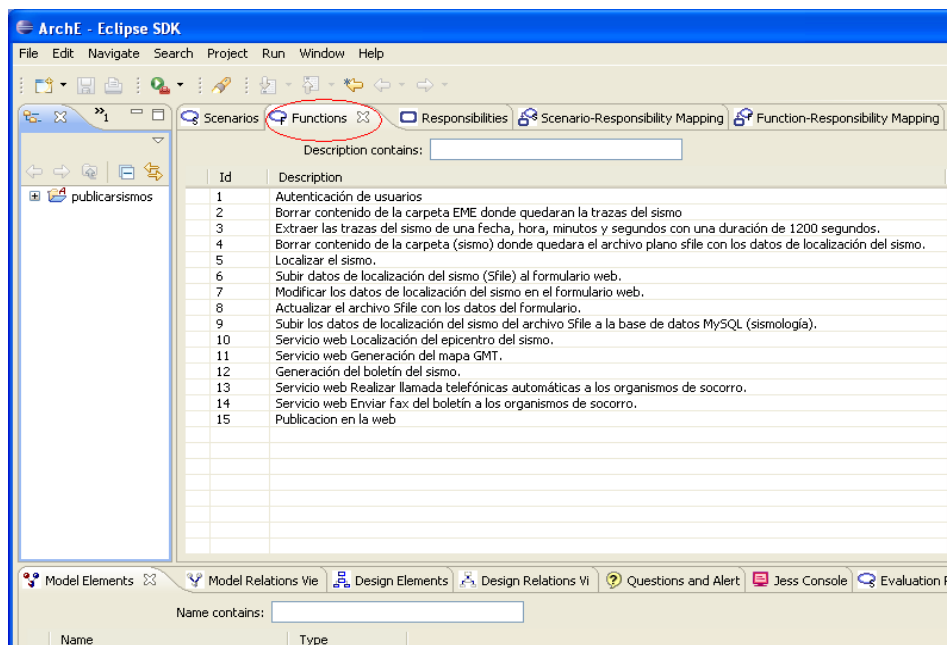 ArchE - Eclipse SDK
File Edit Navigate Search Project Run Window Help
»1 Scenarios Functions Responsibilities Scenario-Responsibility Mapping Function-Responsibility Mapping
Description contains:
Id Description
publicarsismos
1 Autenticación de usuarios
2 Borrar contenido de la carpeta EME donde quedaran la trazas del sismo
3 Extraer las trazas del sismo de una fecha, hora, minutos y segundos con una duración de 1200 segundos.
4 Borrar contenido de la carpeta (sismo) donde quedara el archivo plano sfile con los datos de localización del sismo.
5 Localizar el sismo.
6 Subir datos de localización del sismo (Sfile) al formulario web.
7 Modificar los datos de localización del sismo en el formulario web.
8 Actualizar el archivo Sfile con los datos del formulario.
9 Subir los datos de localización del sismo del archivo Sfile a la base de datos MySQL (sismología).
10 Servicio web Localización del epicentro del sismo.
11 Servicio web Generación del mapa GMT.
12 Generación del boletín del sismo.
13 Servicio web Realizar llamada telefónicas automáticas a los organismos de socorro.
14 Servicio web Enviar fax del boletín a los organismos de socorro.
15 Publicacion en la web
Model Elements Model Relations Vie Design Elements Design Relations Vi Questions and Alert Jess Console Evaluation
Name contains:
Name Type